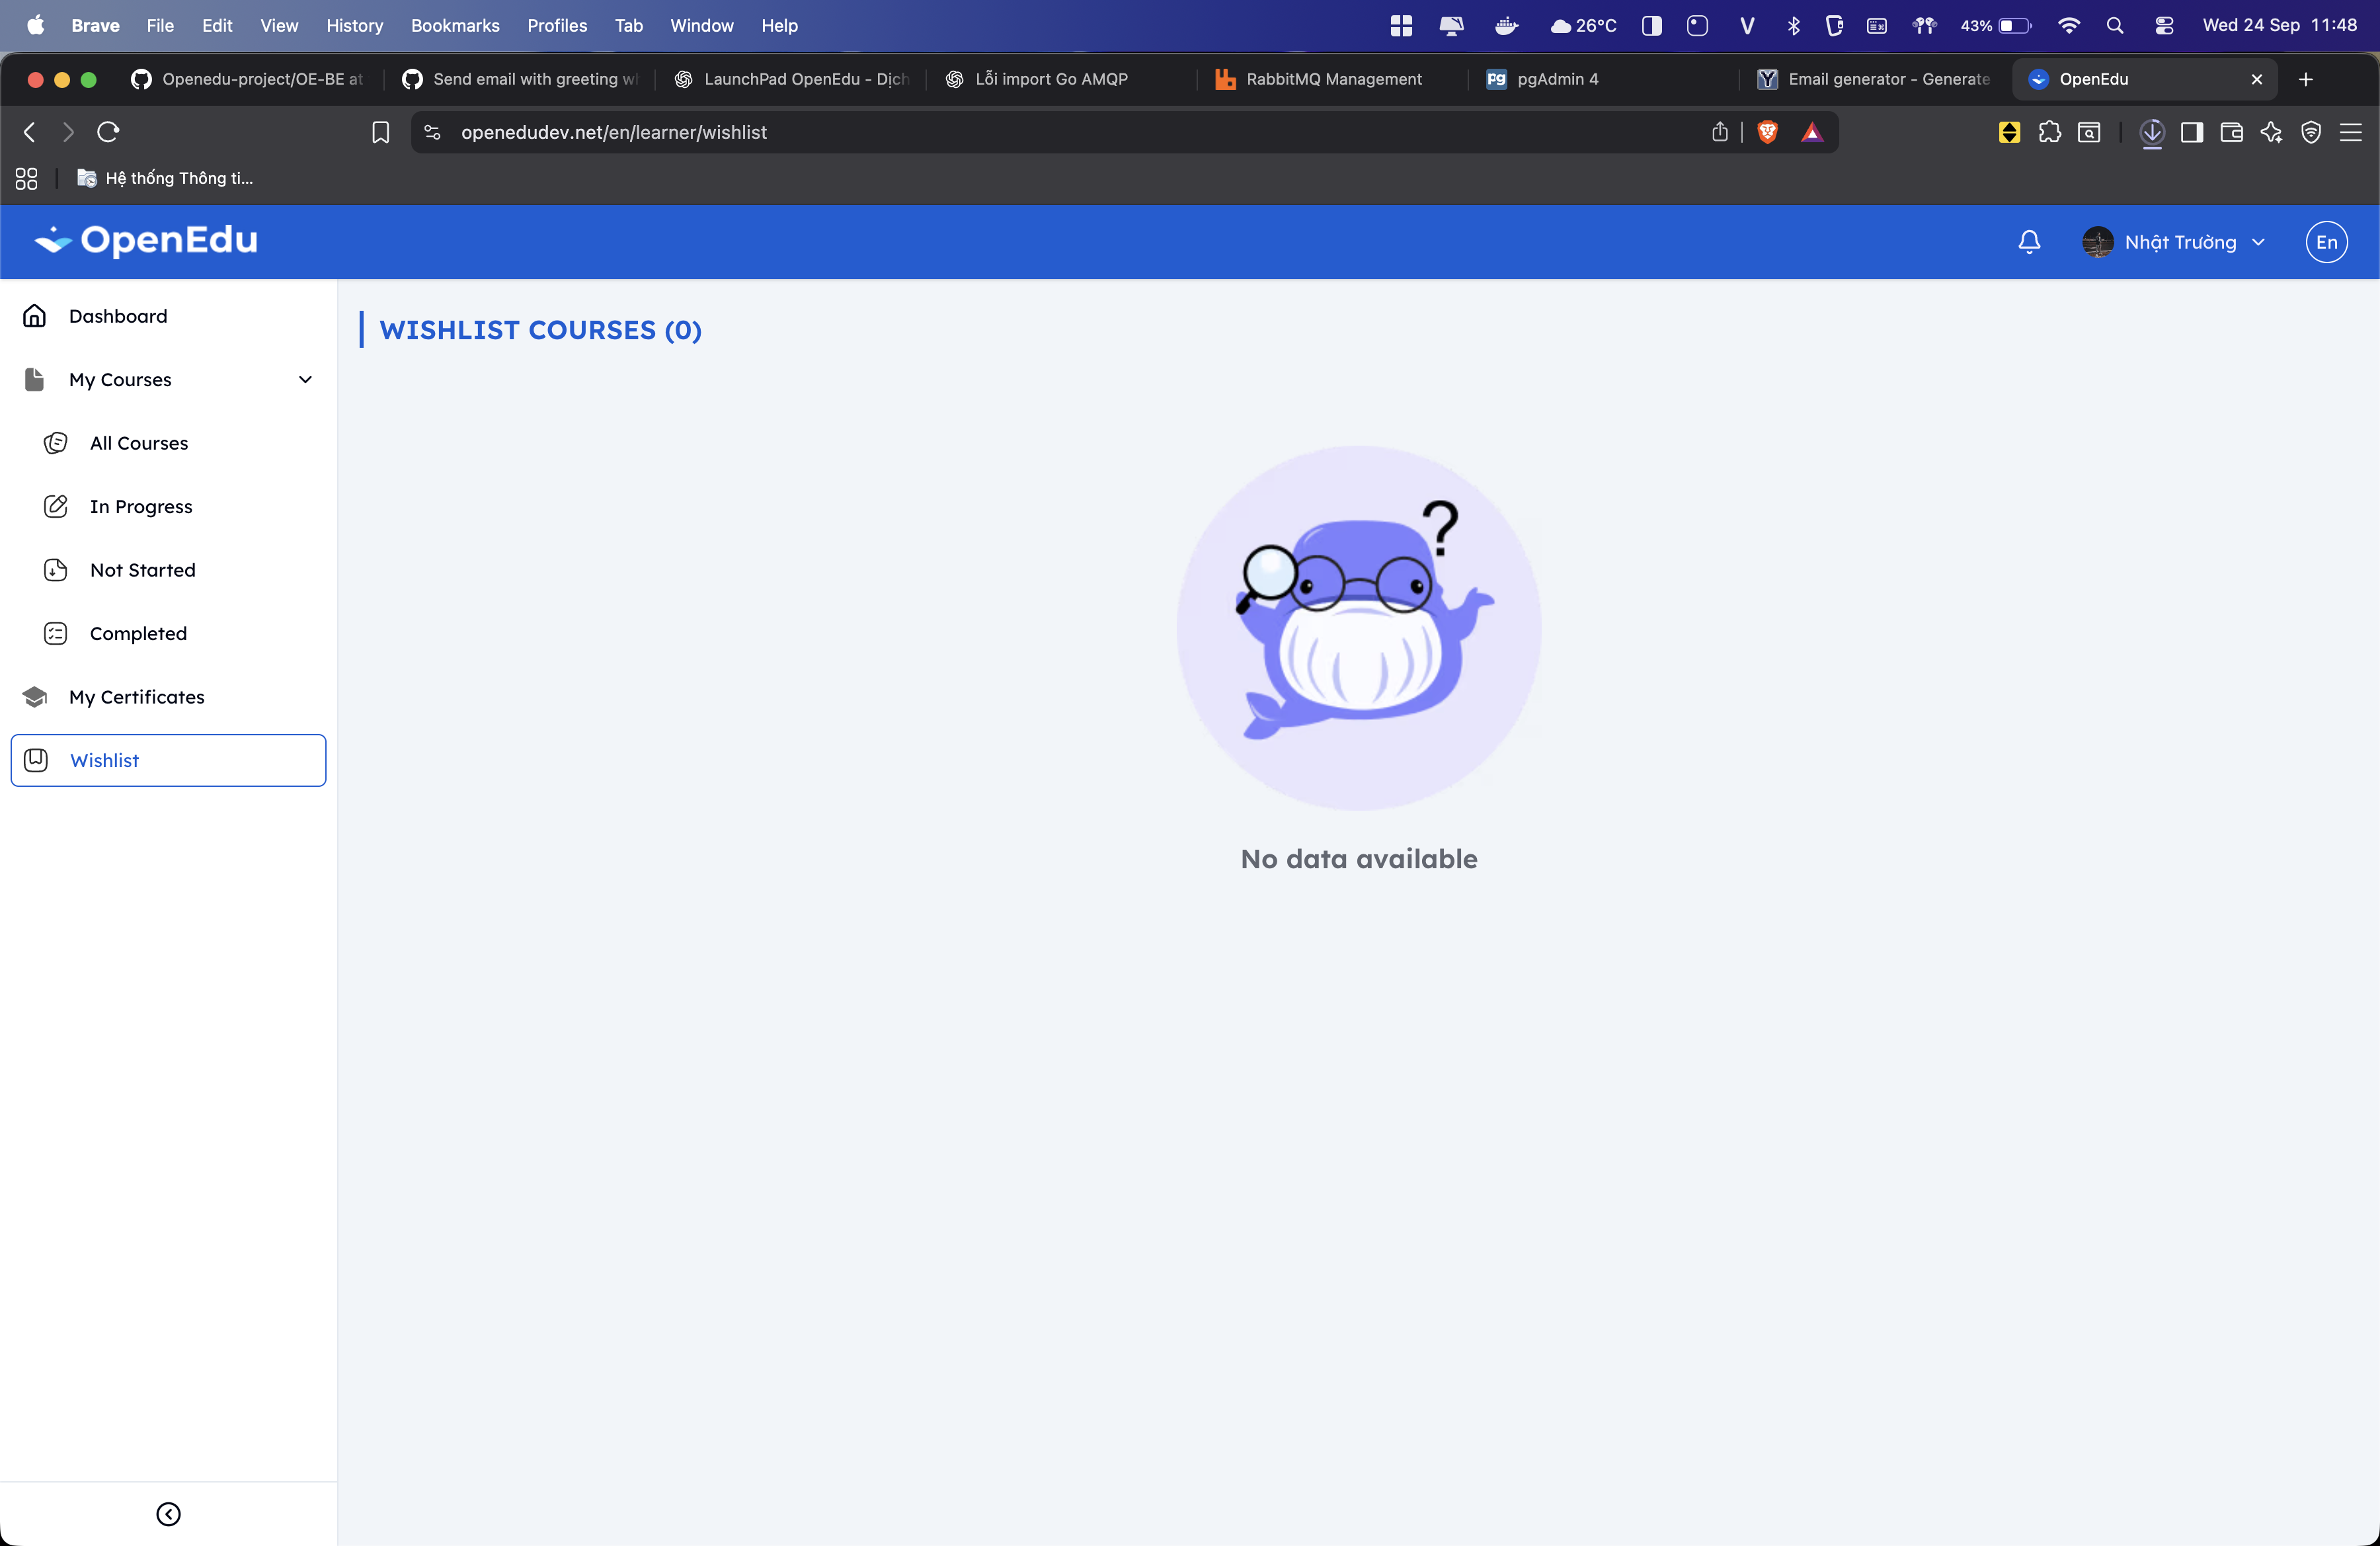 Brave File Edit View History Bookmarks Profiles Tab Window Help 26°C 43% Wed 24 Sep 11:48
Openedu-project/OE-BE at Send email with greeting wh LaunchPad OpenEdu - Dịch Lỗi import Go AMQP RabbitMQ Management pgAdmin 4 Email generator - Generate OpenEdu
openedudev.net/en/learner/wishlist
Hệ thống Thông ti...
OpenEdu Nhật Trường En
Dashboard
WISHLIST COURSES (0)
My Courses
All Courses
In Progress
Not Started
Completed
My Certificates
Wishlist
?
No data available